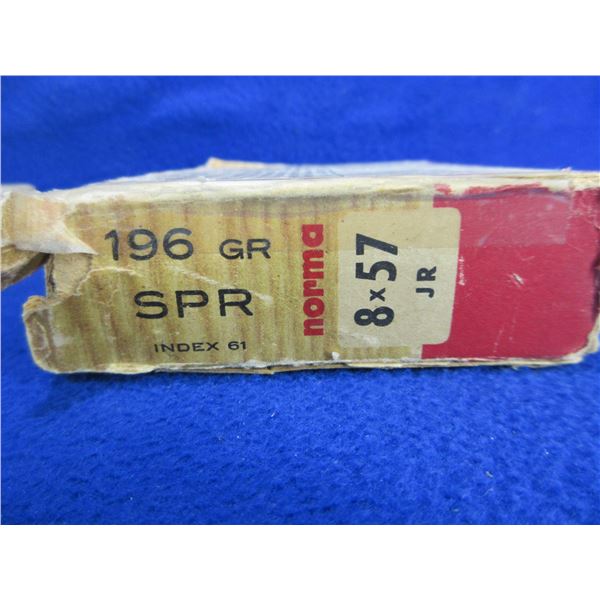 196 GR
SPR
INDEX 61
norma
8x57
JR